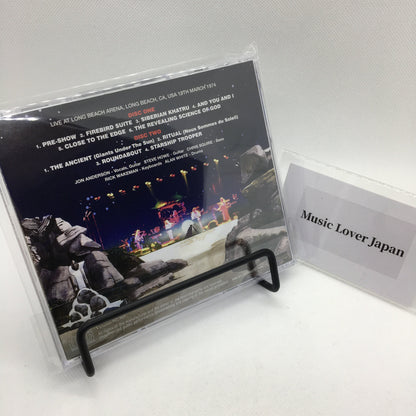 LIVE AT LONG BEACH ARENA, LONG BEACH, CA, USA 19TH MARCH 1974
DISC ONE
1. PRE-SHOW 2. FIREBIRD SUITE 3. SIBERIAN KHATRU 4. AND YOU AND I
5. CLOSE TO THE EDGE 6. THE REVEALING SCIENCE OF GOD
DISC TWO
1. THE ANCIENT (Giants Under The Sun) 2. RITUAL (Nous Sommes du Soleil)
3. ROUNDABOUT 4. STARSHIP TROOPER
JON ANDERSON - Vocals, Guitar STEVE HOWE - Guitar CHRIS SQUIRE - Bass
RICK WAKEMAN - Keyboards ALAN WHITE - Drums
Music Lover Japan